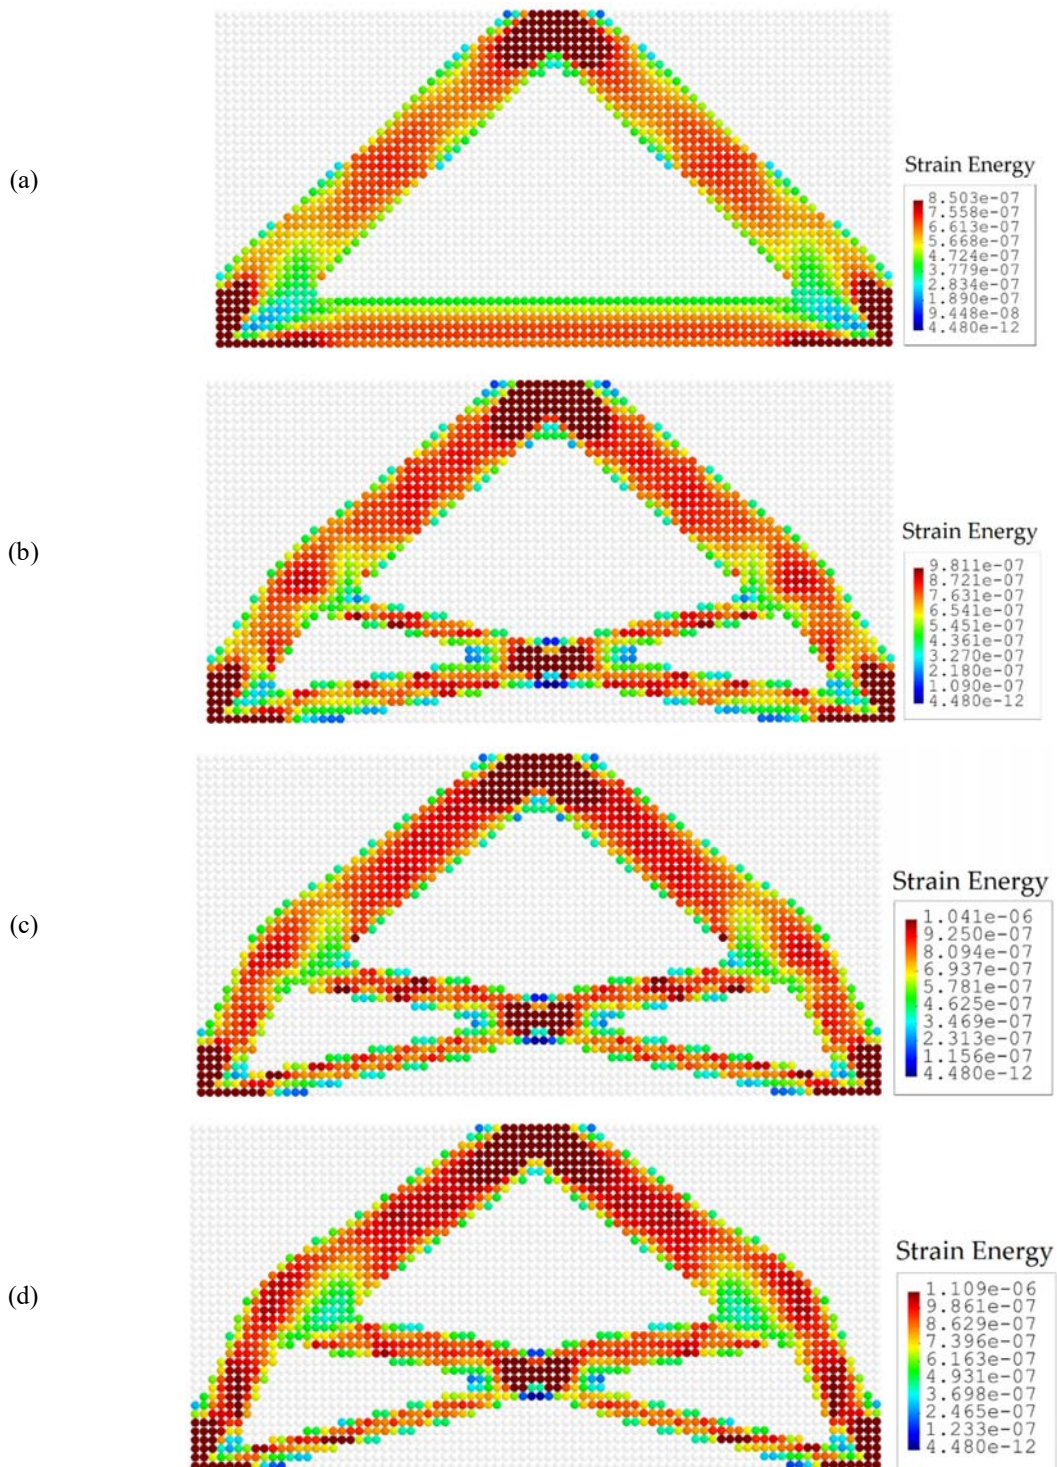 (a)
Strain Energy
8.503e-07
7.558e-07
6.613e-07
5.668e-07
4.724e-07
3.779e-07
2.834e-07
1.890e-07
9.448e-08
4.480e-12
(b)
Strain Energy
9.811e-07
8.721e-07
7.631e-07
6.541e-07
5.451e-07
4.361e-07
3.270e-07
2.180e-07
1.090e-07
4.480e-12
(c)
Strain Energy
1.041e-06
9.250e-07
8.094e-07
6.937e-07
5.781e-07
4.625e-07
3.469e-07
2.313e-07
1.156e-07
4.480e-12
(d)
Strain Energy
1.109e-06
9.861e-07
8.629e-07
7.396e-07
6.163e-07
4.931e-07
3.698e-07
2.465e-07
1.233e-07
4.480e-12